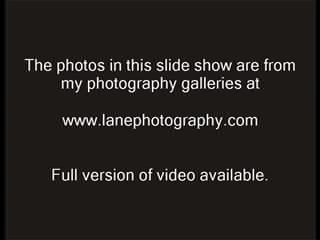 The photos in this slide show are from
my photography galleries at
www.lanephotography.com
Full version of video available.